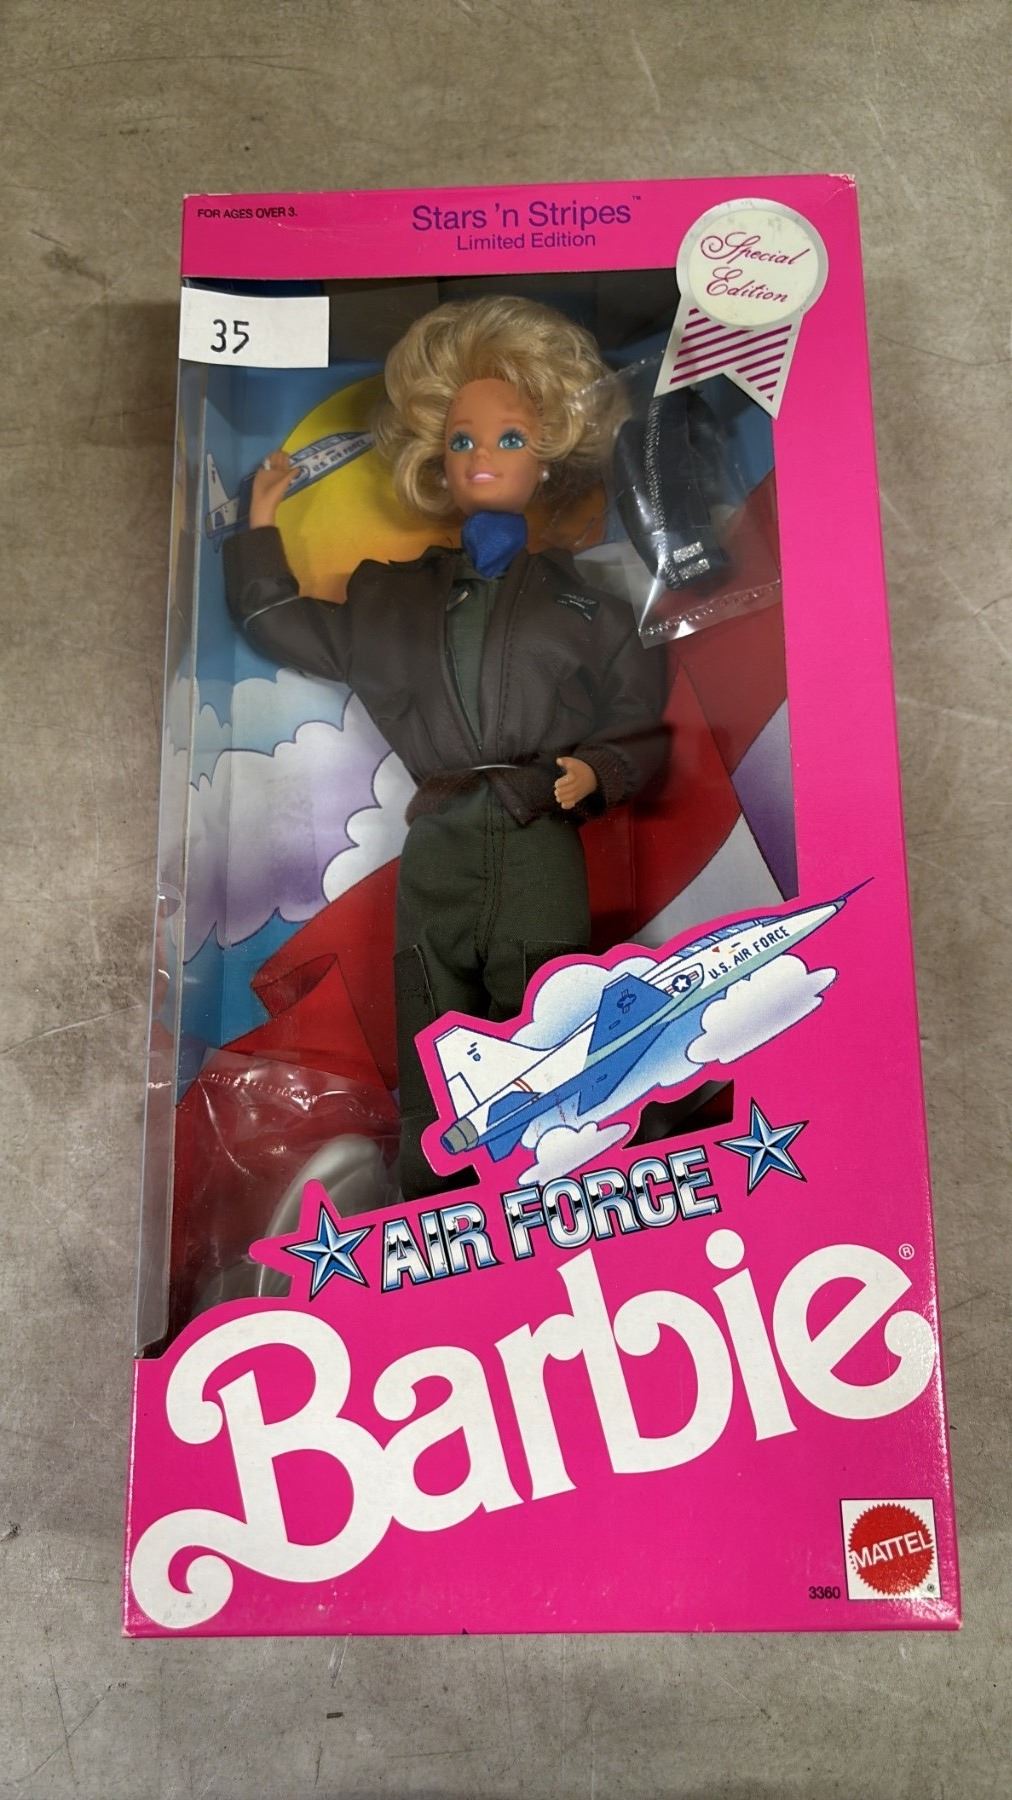 FOR AGES OVER 3.
Stars 'n Stripes™
Limited Edition
Special
Edition
35
U.S. AIR FORCE
U.S. AIR FORCE
AIR FORCE
Barbie®
MATTEL
3360
®